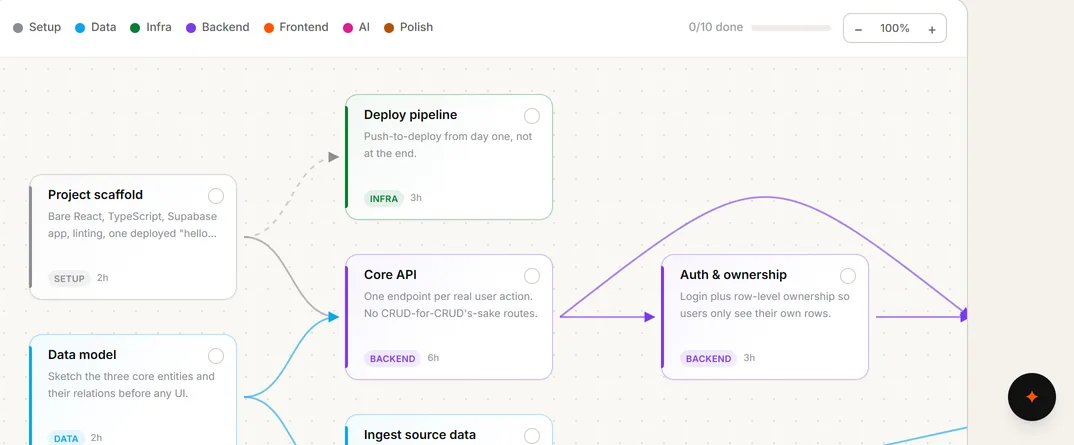 Setup
Data
Infra
Backend
Frontend
AI
Polish
0/10 done
− 100% +
Deploy pipeline
Push-to-deploy from day one, not
at the end.
INFRA 3h
Project scaffold
Bare React, TypeScript, Supabase
app, linting, one deployed "hello...
SETUP 2h
Core API
One endpoint per real user action.
No CRUD-for-CRUD's-sake routes.
BACKEND 6h
Auth & ownership
Login plus row-level ownership so
users only see their own rows.
BACKEND 3h
Data model
Sketch the three core entities and
their relations before any UI.
DATA 2h
Ingest source data